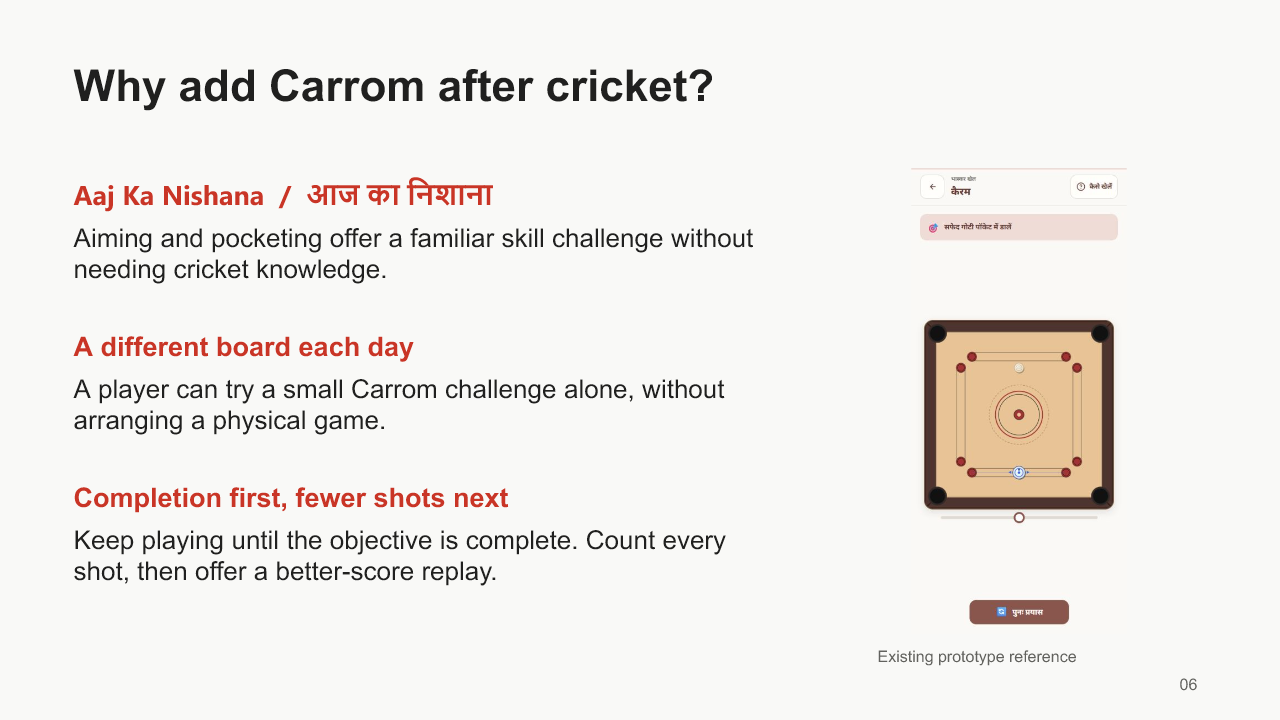 Why add Carrom after cricket?
Aaj Ka Nishana / आज का निशाना
Aiming and pocketing offer a familiar skill challenge without
needing cricket knowledge.
A different board each day
A player can try a small Carrom challenge alone, without
arranging a physical game.
Completion first, fewer shots next
Keep playing until the objective is complete. Count every
shot, then offer a better-score replay.
भास्कर खेल
कैरम
कैसे खेलें
सफेद गोटी पॉकेट में डालें
पुनः प्रयास
Existing prototype reference
06